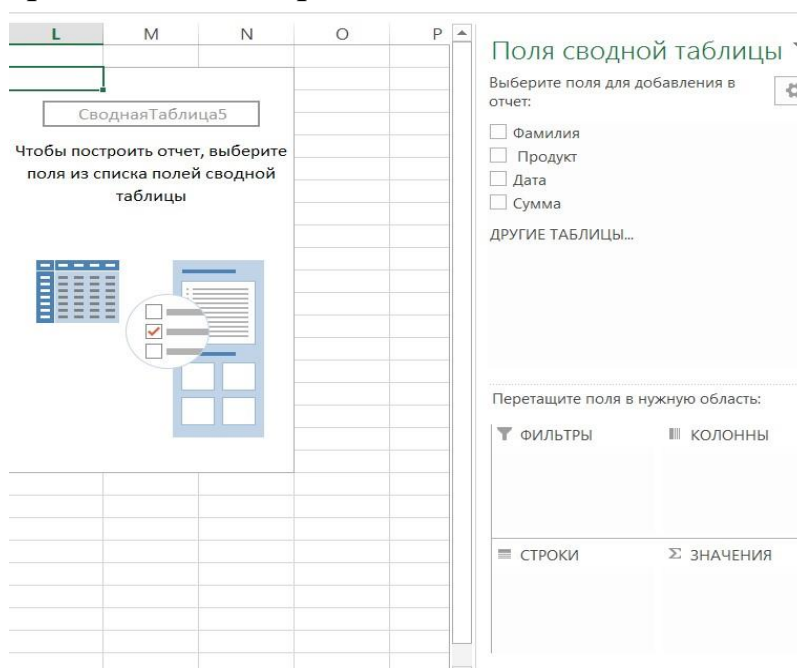 L M N O P
СводнаяТаблица5
Чтобы построить отчет, выберите
поля из списка полей сводной
таблицы
Поля сводной таблицы
Выберите поля для добавления в
отчет:
Фамилия
Продукт
Дата
Сумма
ДРУГИЕ ТАБЛИЦЫ...
Перетащите поля в нужную область:
ФИЛЬТРЫ
КОЛОННЫ
СТРОКИ
Σ ЗНАЧЕНИЯ